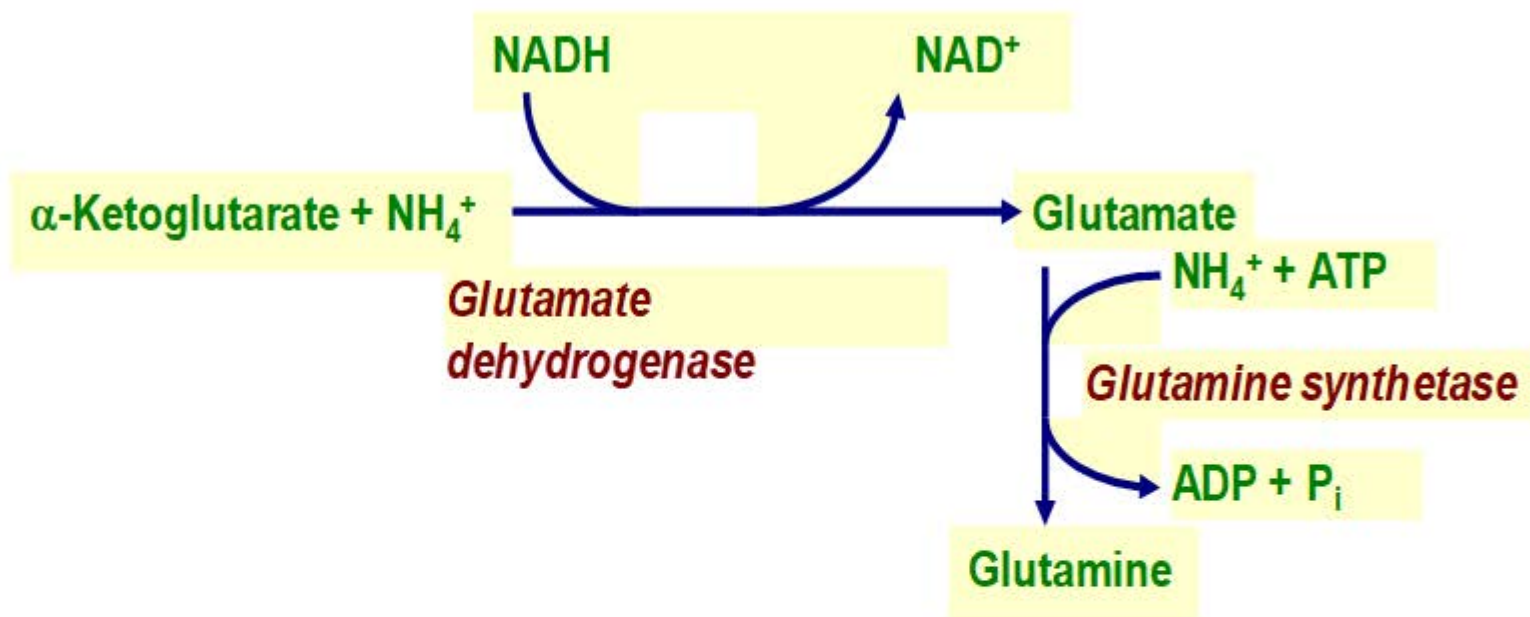 NADH NAD⁺
α-Ketoglutarate + NH₄⁺ Glutamate
NH₄⁺ + ATP
Glutamate
dehydrogenase
Glutamine synthetase
ADP + Pᵢ
Glutamine